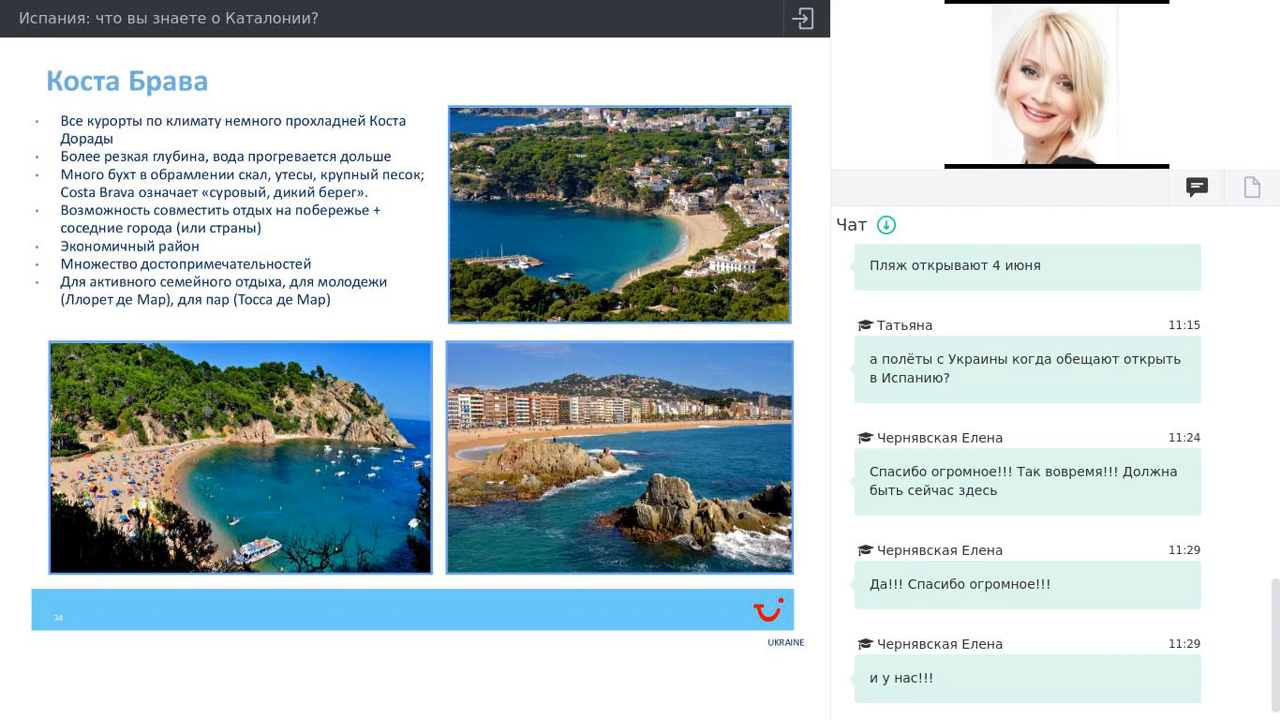 Испания: что вы знаете о Каталонии?
Коста Брава
Все курорты по климату немного прохладней Коста
Дорады
Более резкая глубина, вода прогревается дольше
Много бухт в обрамлении скал, утесы, крупный песок;
Costa Brava означает «суровый, дикий берег».
Возможность совместить отдых на побережье +
соседние города (или страны)
Экономичный район
Множество достопримечательностей
Для активного семейного отдыха, для молодежи
(Ллорет де Мар), для пар (Тосса де Мар)
34
UKRAINE
Чат
Пляж открывают 4 июня
Татьяна 11:15
а полёты с Украины когда обещают открыть
в Испанию?
Чернявская Елена 11:24
Спасибо огромное!!! Так вовремя!!! Должна
быть сейчас здесь
Чернявская Елена 11:29
Да!!! Спасибо огромное!!!
Чернявская Елена 11:29
и у нас!!!